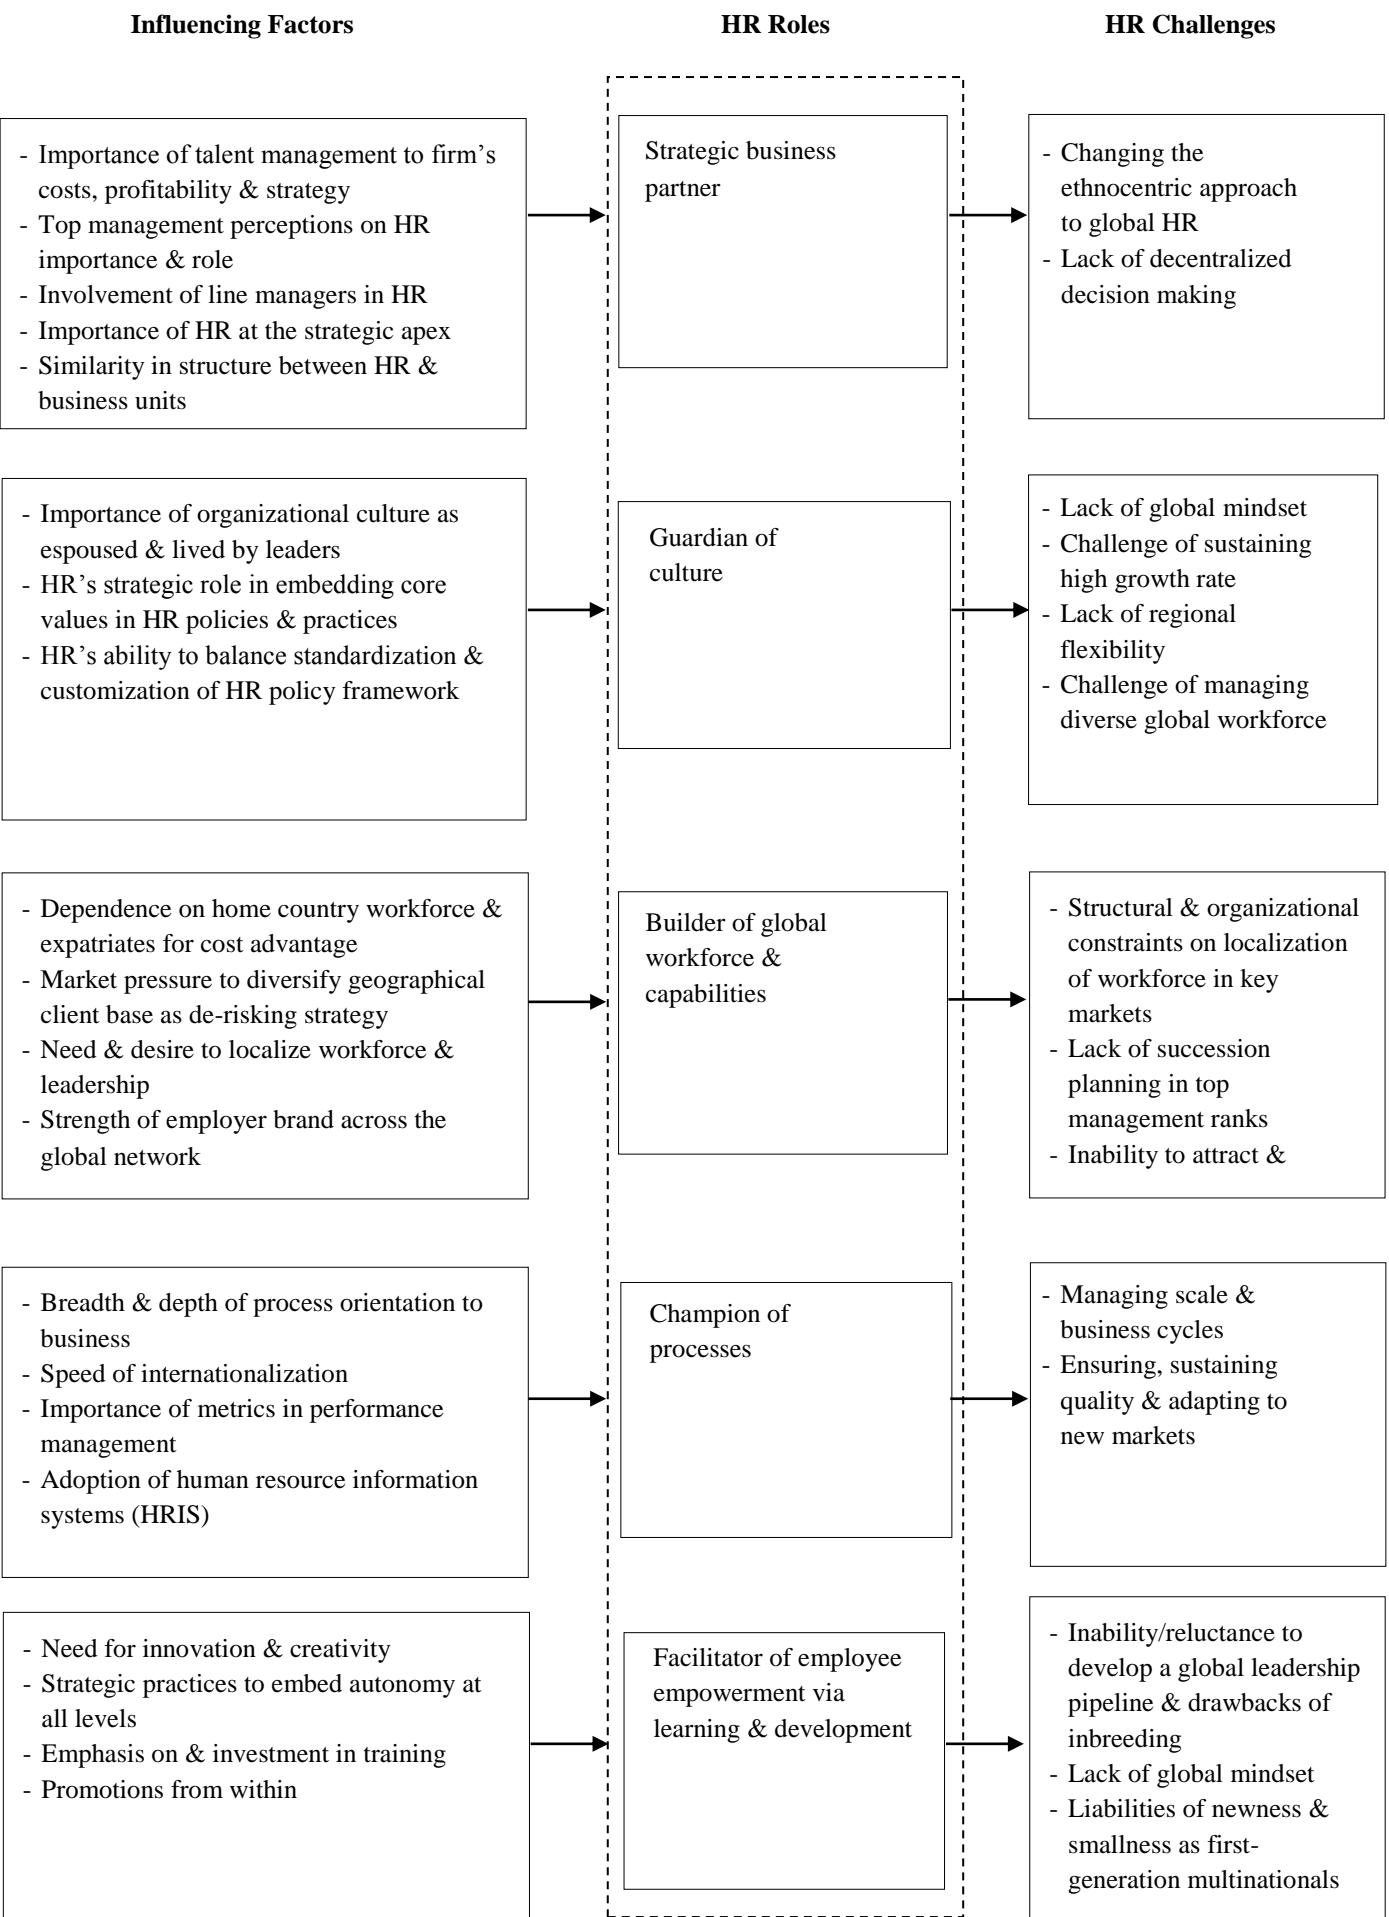 Influencing Factors
HR Roles
HR Challenges
- Importance of talent management to firm’s
costs, profitability & strategy
- Top management perceptions on HR
importance & role
- Involvement of line managers in HR
- Importance of HR at the strategic apex
- Similarity in structure between HR &
business units
Strategic business
partner
- Changing the
ethnocentric approach
to global HR
- Lack of decentralized
decision making
- Importance of organizational culture as
espoused & lived by leaders
- HR’s strategic role in embedding core
values in HR policies & practices
- HR’s ability to balance standardization &
customization of HR policy framework
Guardian of
culture
- Lack of global mindset
- Challenge of sustaining
high growth rate
- Lack of regional
flexibility
- Challenge of managing
diverse global workforce
- Dependence on home country workforce &
expatriates for cost advantage
- Market pressure to diversify geographical
client base as de-risking strategy
- Need & desire to localize workforce &
leadership
- Strength of employer brand across the
global network
Builder of global
workforce &
capabilities
- Structural & organizational
constraints on localization
of workforce in key
markets
- Lack of succession
planning in top
management ranks
- Inability to attract &
- Breadth & depth of process orientation to
business
- Speed of internationalization
- Importance of metrics in performance
management
- Adoption of human resource information
systems (HRIS)
Champion of
processes
- Managing scale &
business cycles
- Ensuring, sustaining
quality & adapting to
new markets
- Need for innovation & creativity
- Strategic practices to embed autonomy at
all levels
- Emphasis on & investment in training
- Promotions from within
Facilitator of employee
empowerment via
learning & development
- Inability/reluctance to
develop a global leadership
pipeline & drawbacks of
inbreeding
- Lack of global mindset
- Liabilities of newness &
smallness as first-
generation multinationals